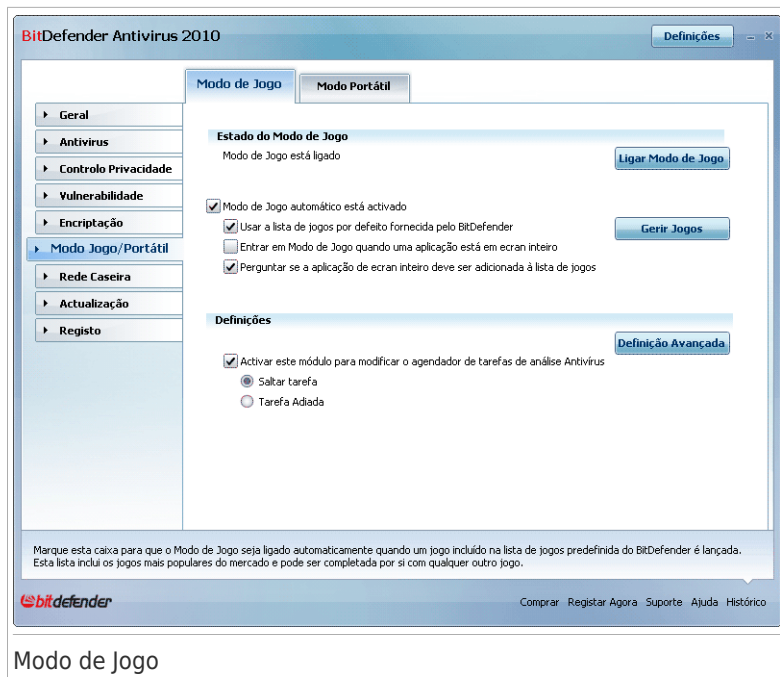 BitDefender Antivirus 2010
Definições
Modo de Jogo
Modo Portátil
Geral
Antivirus
Controlo Privacidade
Vulnerabilidade
Encriptação
Modo Jogo/Portátil
Rede Caseira
Actualização
Registo
Estado do Modo de Jogo
Modo de Jogo está ligado
Ligar Modo de Jogo
Modo de Jogo automático está activado
Usar a lista de jogos por defeito fornecida pelo BitDefender
Gerir Jogos
Entrar em Modo de Jogo quando uma aplicação está em ecran inteiro
Perguntar se a aplicação de ecran inteiro deve ser adicionada à lista de jogos
Definições
Definição Avançada
Activar este módulo para modificar o agendador de tarefas de análise Antivírus
Saltar tarefa
Tarefa Adiada
Marque esta caixa para que o Modo de Jogo seja ligado automaticamente quando um jogo incluído na lista de jogos predefinida do BitDefender é lançada.
Esta lista inclui os jogos mais populares do mercado e pode ser completada por si com qualquer outro jogo.
bitdefender
Comprar Registar Agora Suporte Ajuda Histórico
Modo de Jogo